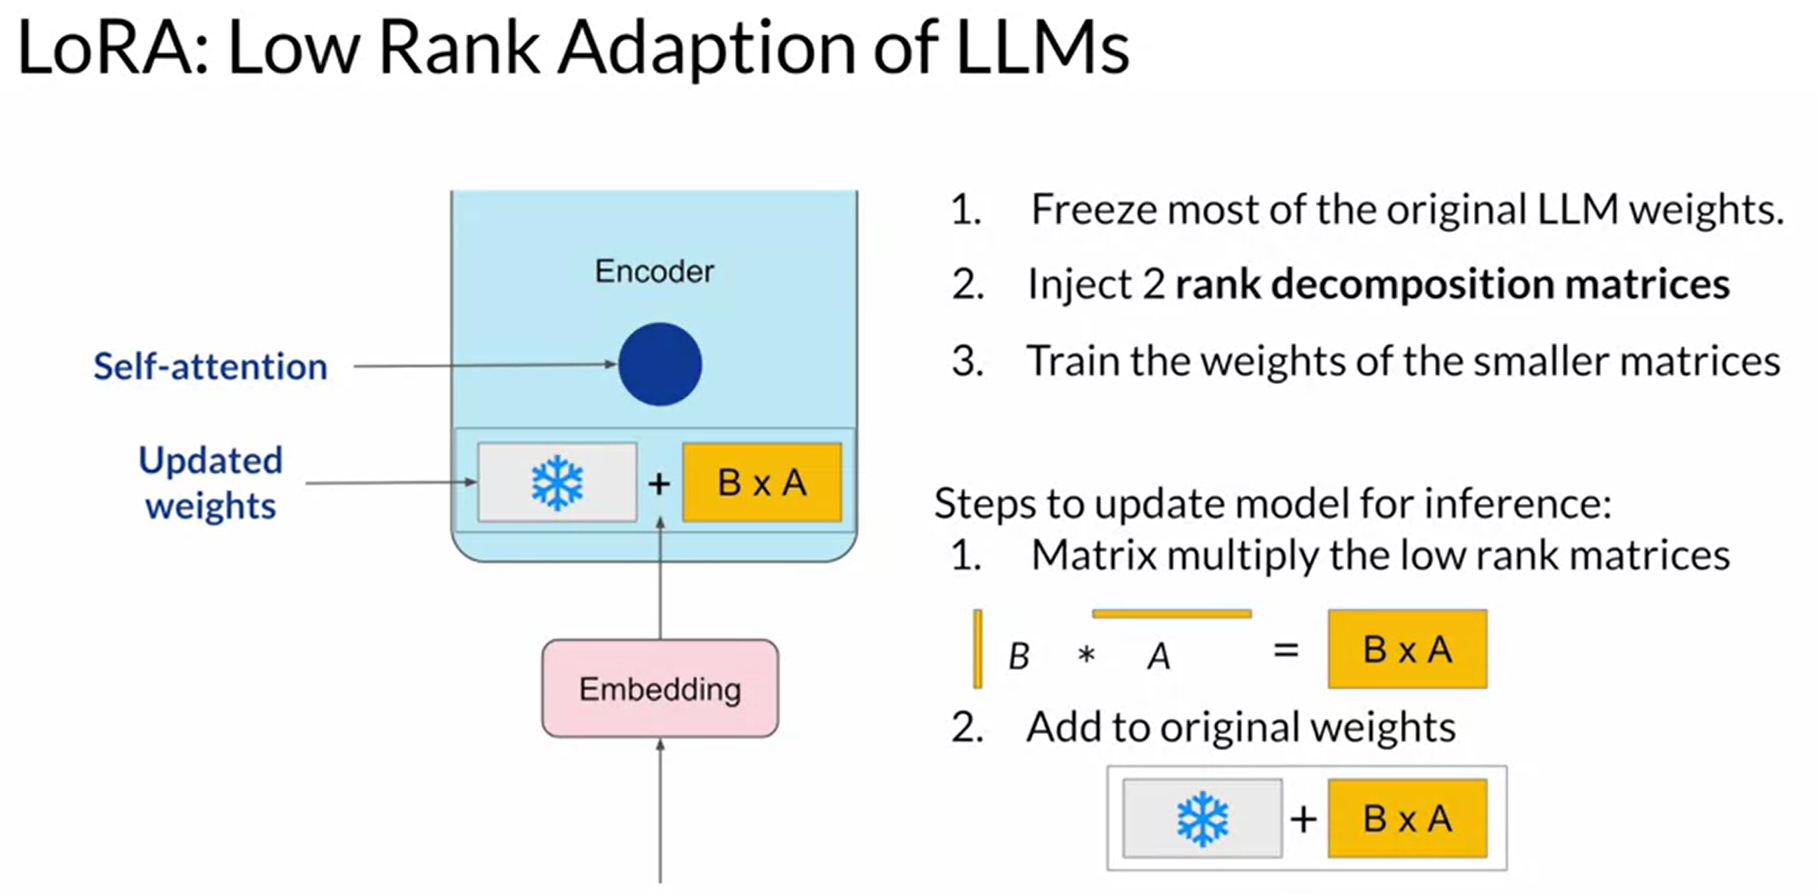 LoRA: Low Rank Adaption of LLMs
Encoder
Self-attention
Updated
weights
+ B x A
Embedding
1. Freeze most of the original LLM weights.
2. Inject 2 rank decomposition matrices
3. Train the weights of the smaller matrices
Steps to update model for inference:
1. Matrix multiply the low rank matrices
B * A = B x A
2. Add to original weights
+ B x A